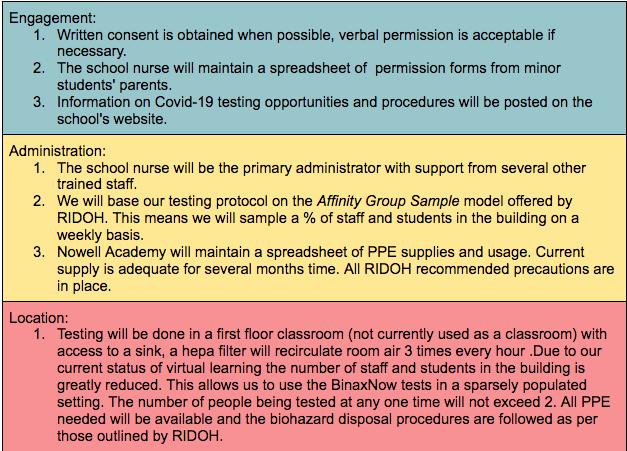 Engagement:
1. Written consent is obtained when possible, verbal permission is acceptable if
necessary.
2. The school nurse will maintain a spreadsheet of  permission forms from minor
students' parents.
3. Information on Covid-19 testing opportunities and procedures will be posted on the
school's website.
Administration:
1. The school nurse will be the primary administrator with support from several other
trained staff.
2. We will base our testing protocol on the Affinity Group Sample model offered by
RIDOH. This means we will sample a % of staff and students in the building on a
weekly basis.
3. Nowell Academy will maintain a spreadsheet of PPE supplies and usage. Current
supply is adequate for several months time. All RIDOH recommended precautions are
in place.
Location:
1. Testing will be done in a first floor classroom (not currently used as a classroom) with
access to a sink, a hepa filter will recirculate room air 3 times every hour .Due to our
current status of virtual learning the number of staff and students in the building is
greatly reduced. This allows us to use the BinaxNow tests in a sparsely populated
setting. The number of people being tested at any one time will not exceed 2. All PPE
needed will be available and the biohazard disposal procedures are followed as per
those outlined by RIDOH.